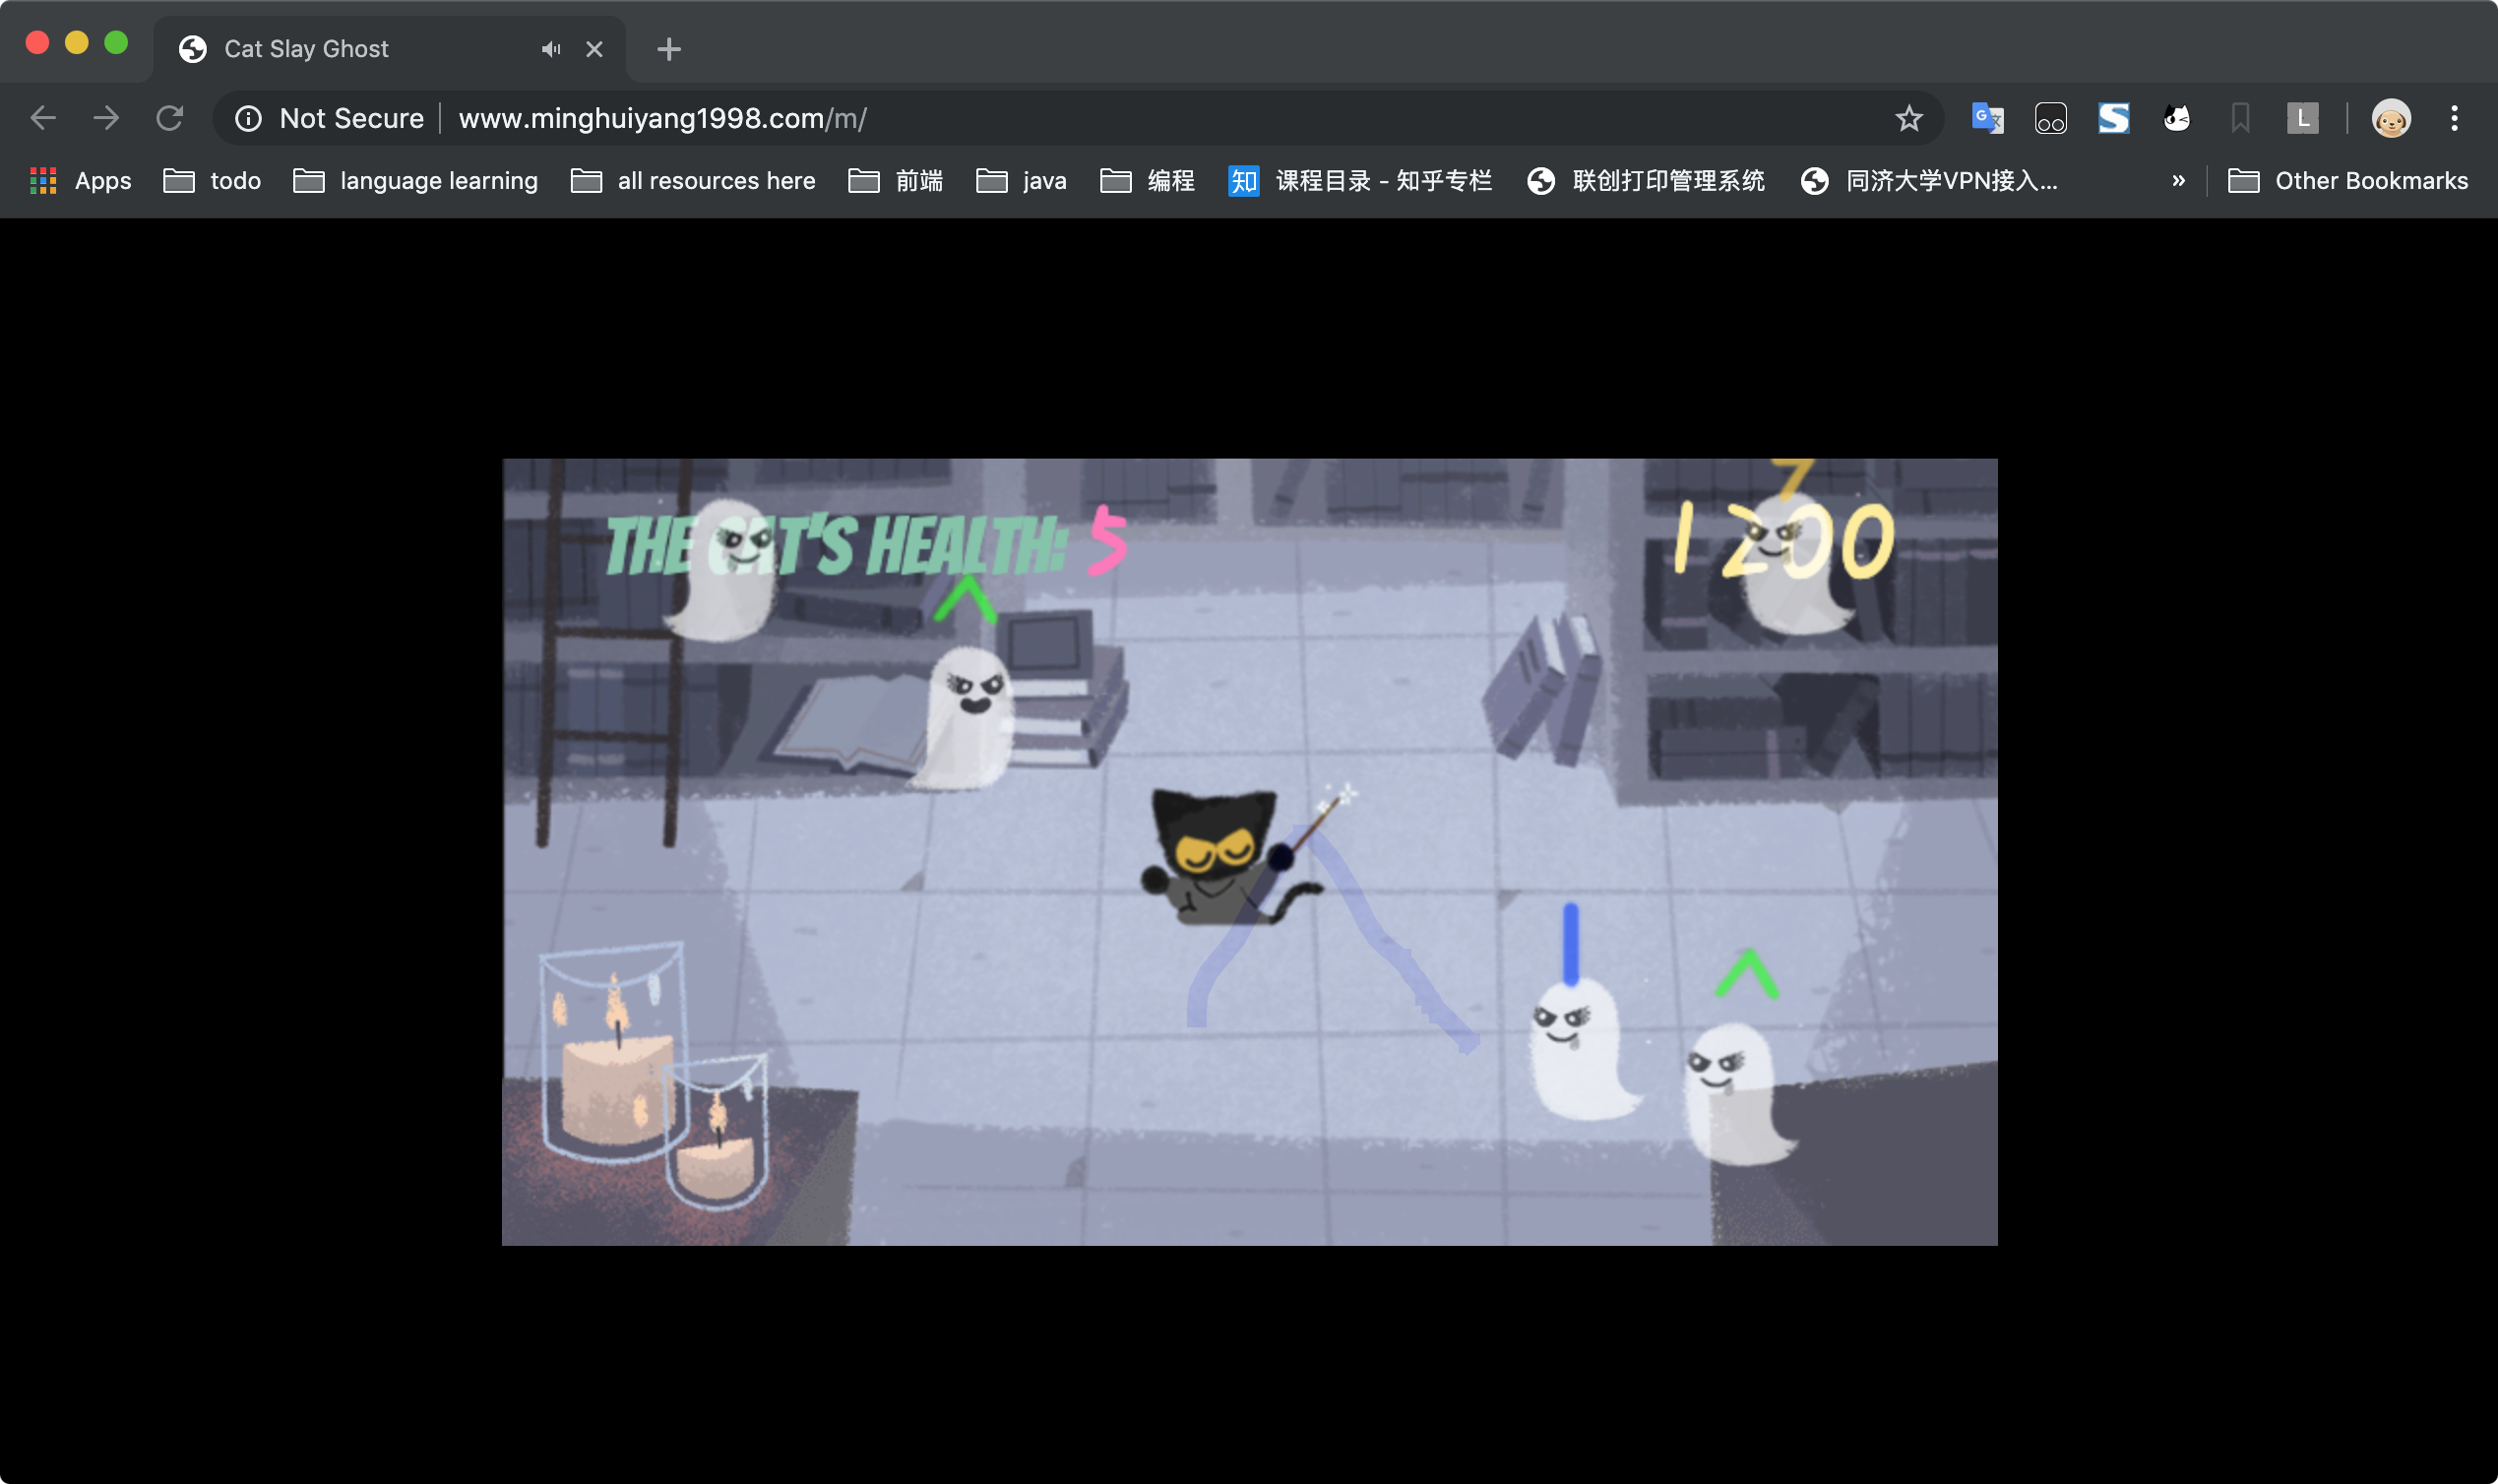 Cat Slay Ghost
Not Secure www.minghuiyang1998.com/m/
Apps todo language learning all resources here 前端 java 编程 知 课程目录 - 知乎专栏 联创打印管理系统 同济大学VPN接入... » Other Bookmarks
THE CAT'S HEALTH: 5
1200